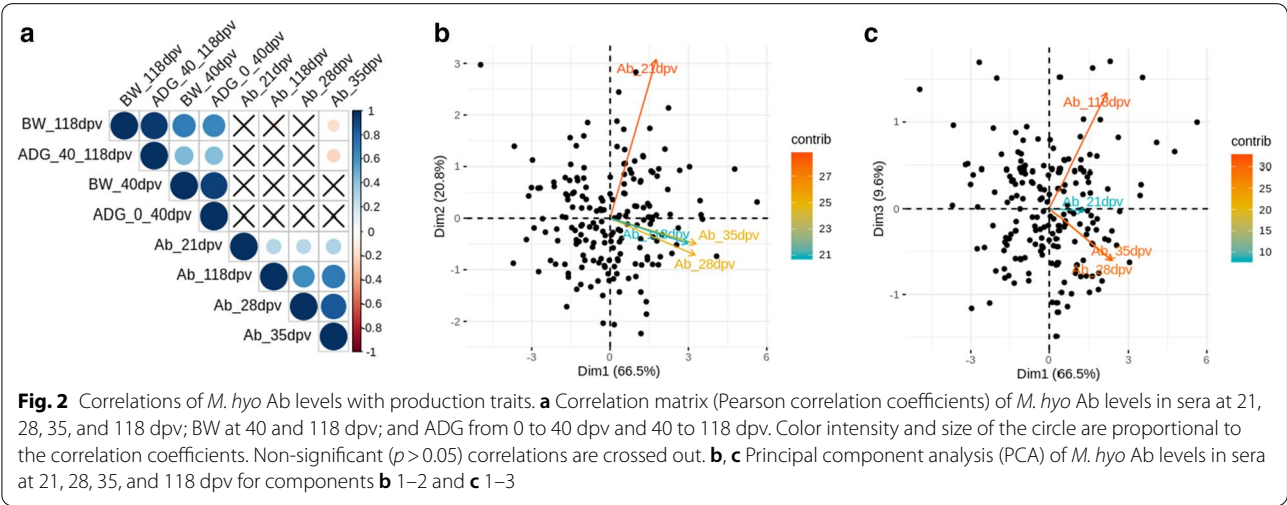 a
BW_118dpv
ADG_40_118dpv
BW_40dpv
ADG_0_40dpv
Ab_21dpv
Ab_118dpv
Ab_28dpv
Ab_35dpv
BW_118dpv
ADG_40_118dpv
BW_40dpv
ADG_0_40dpv
Ab_21dpv
Ab_118dpv
Ab_28dpv
Ab_35dpv
1
0.8
0.6
0.4
0.2
0
-0.2
-0.4
-0.6
-0.8
-1
b
Dim2 (20.8%)
3
2
1
0
-1
-2
Ab_21dpv
Ab_118dpv
Ab_35dpv
Ab_28dpv
-3
0
3
6
Dim1 (66.5%)
contrib
27
25
23
21
c
Dim3 (9.6%)
1
0
-1
Ab_118dpv
Ab_21dpv
Ab_35dpv
Ab_28dpv
-3
0
3
6
Dim1 (66.5%)
contrib
30
25
20
15
10
Fig. 2 Correlations of M. hyo Ab levels with production traits. a Correlation matrix (Pearson correlation coefficients) of M. hyo Ab levels in sera at 21,
28, 35, and 118 dpv; BW at 40 and 118 dpv; and ADG from 0 to 40 dpv and 40 to 118 dpv. Color intensity and size of the circle are proportional to
the correlation coefficients. Non-significant (p > 0.05) correlations are crossed out. b, c Principal component analysis (PCA) of M. hyo Ab levels in sera
at 21, 28, 35, and 118 dpv for components b 1–2 and c 1–3